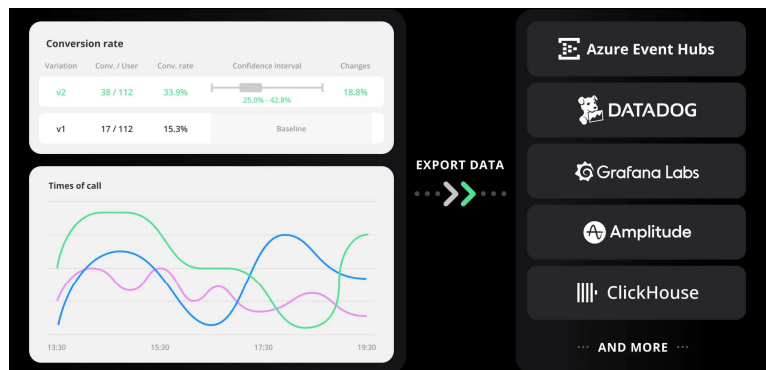 Conversion rate
Variation Conv. / User Conv. rate Confidence interval Changes
v2 38 / 112 33.9% 25.0% - 42.8% 18.8%
v1 17 / 112 15.3% Baseline
Times of call
13:30 15:30 17:30 19:30
EXPORT DATA
Azure Event Hubs
DATADOG
Grafana Labs
Amplitude
ClickHouse
AND MORE